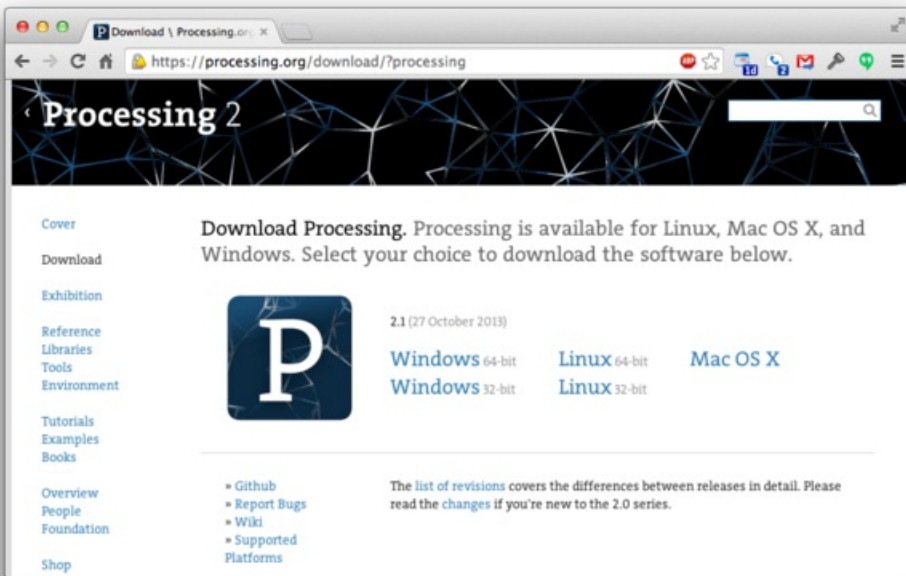 Download \ Processing.or
https://processing.org/download/?processing
ABP
1d
2
Processing 2
Cover
Download
Exhibition
Reference
Libraries
Tools
Environment
Tutorials
Examples
Books
Overview
People
Foundation
Shop
Download Processing. Processing is available for Linux, Mac OS X, and
Windows. Select your choice to download the software below.
P
2.1 (27 October 2013)
Windows 64-bit Linux 64-bit Mac OS X
Windows 32-bit Linux 32-bit
» Github
» Report Bugs
» Wiki
» Supported
Platforms
The list of revisions covers the differences between releases in detail. Please
read the changes if you're new to the 2.0 series.